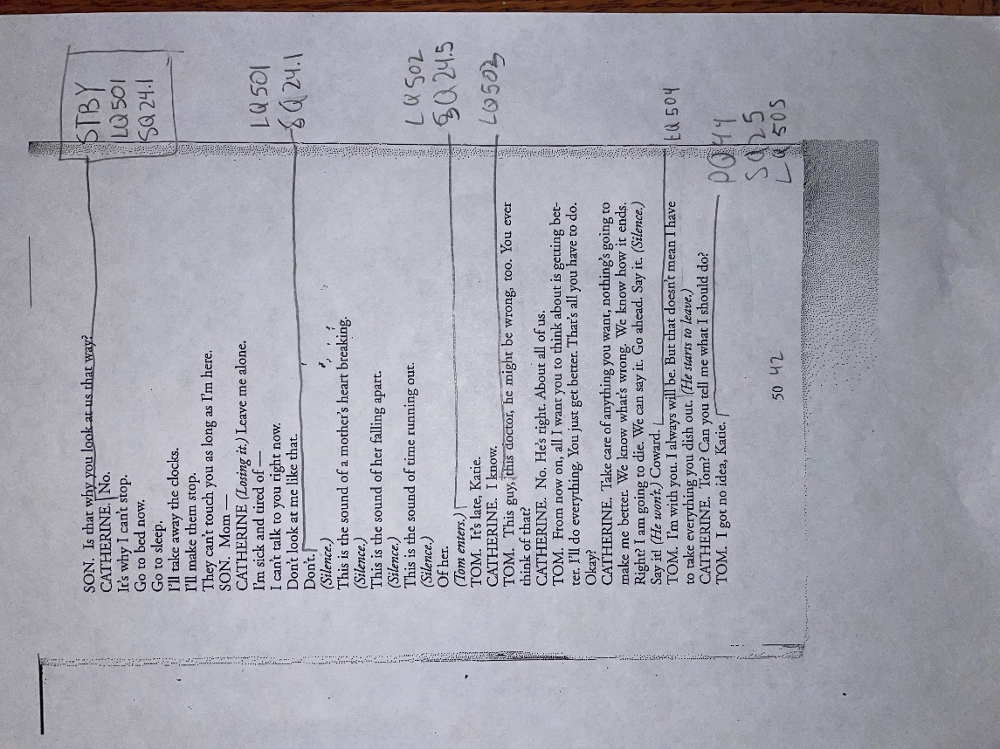 STBY
LQ 501
SQ 24.1
SON. Is that why you look at us that way?
CATHERINE. No.
It's why I can't stop.
Go to bed now.
Go to sleep.
I'll take away the clocks.
I'll make them stop.
They can't touch you as long as I'm here.
SON. Mom —
CATHERINE (Losing it.) Leave me alone.
I'm sick and tired of —
I can't talk to you right now.
Don't look at me like that.
Don't.
LQ 501
SQ 24.1
(Silence.)
This is the sound of a mother's heart breaking.
(Silence.)
This is the sound of her falling apart.
(Silence.)
This is the sound of time running out.
(Silence.)
Of her.
(Tom enters.)
LQ 502
SQ 24.5
TOM. It's late, Katie.
CATHERINE. I know.
TOM. This guy, this doctor, he might be wrong, too. You ever
LQ 503
think of that?
CATHERINE. No. He's right. About all of us.
TOM. From now on, all I want you to think about is getting bet-
ter. I'll do everything. You just get better. That's all you have to do.
Okay?
CATHERINE. Take care of anything you want, nothing's going to
make me better. We know what's wrong. We know how it ends.
Right? I am going to die. We can say it. Go ahead. Say it. (Silence.)
Say it! (He won't.) Coward.
LQ 504
TOM. I'm with you. I always will be. But that doesn't mean I have
to take everything you dish out. (He starts to leave.)
CATHERINE. Tom? Can you tell me what I should do?
TOM. I got no idea, Katie.
PQ 44
SQ 25
LQ 505
50 42